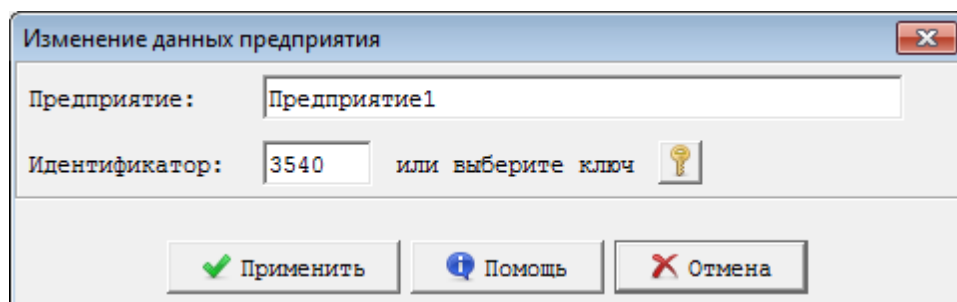 Изменение данных предприятия
Предприятие: Предприятие1
Идентификатор: 3540 или выберите ключ
Применить Помощь Отмена